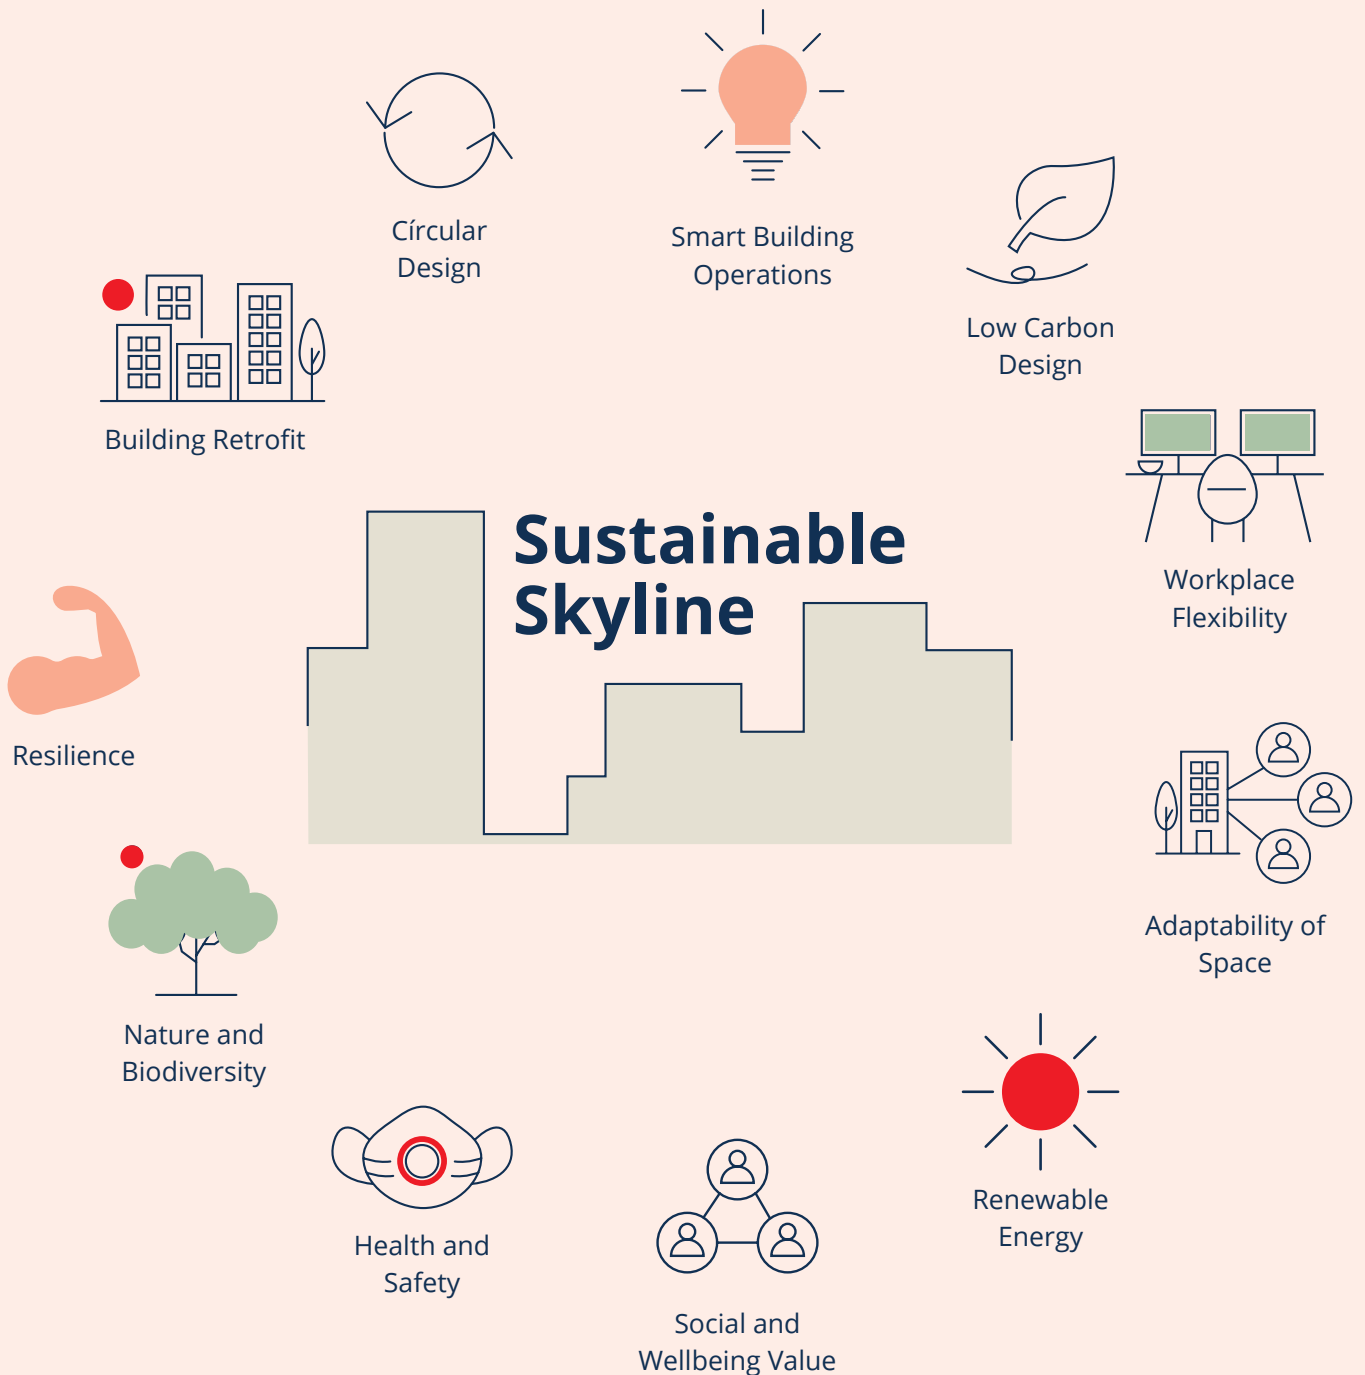 Círcular
Design
Smart Building
Operations
Low Carbon
Design
Building Retrofit
Workplace
Flexibility
Sustainable
Skyline
Resilience
Adaptability of
Space
Nature and
Biodiversity
Renewable
Energy
Health and
Safety
Social and
Wellbeing Value